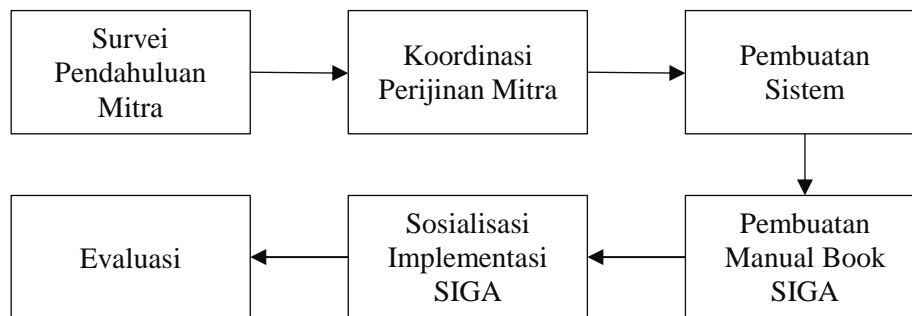 Survei
Pendahuluan
Mitra
Koordinasi
Perijinan Mitra
Pembuatan
Sistem
Evaluasi
Sosialisasi
Implementasi
SIGA
Pembuatan
Manual Book
SIGA